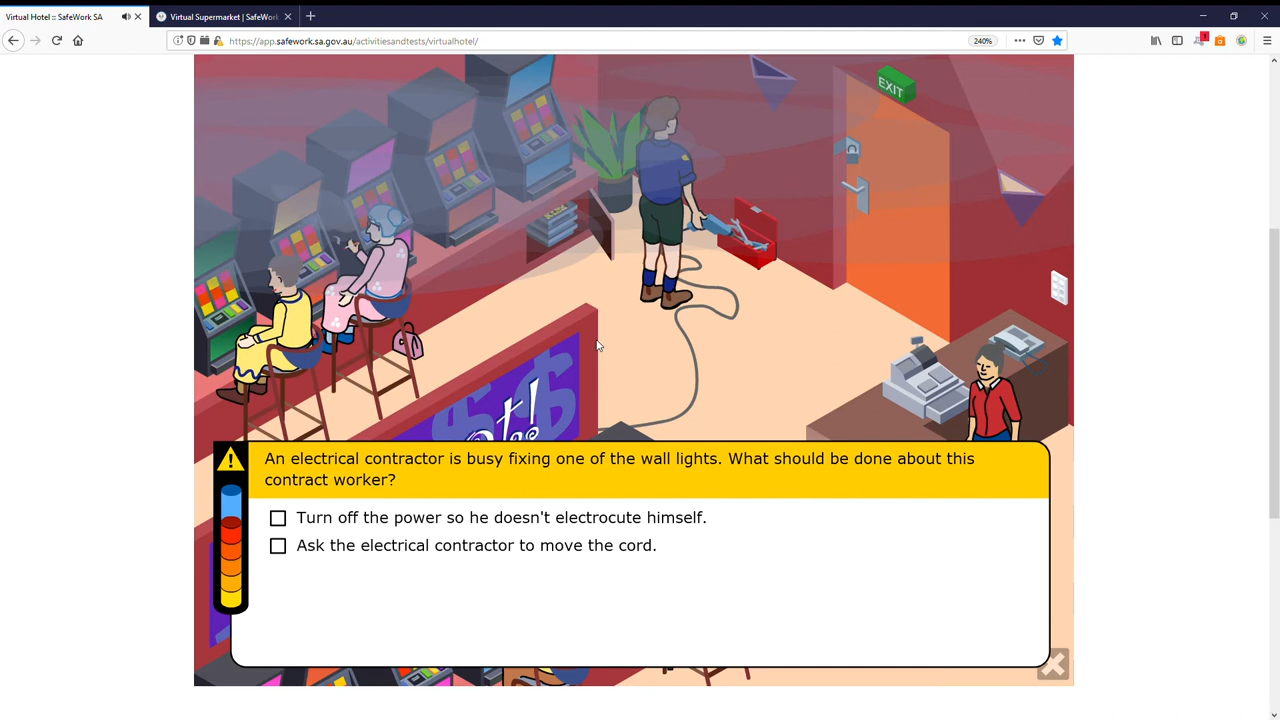 Virtual Hotel :: SafeWork SA
Virtual Supermarket | SafeWork
https://app.safework.sa.gov.au/activitiesandtests/virtualhotel/
240%
EXIT
ot!
An electrical contractor is busy fixing one of the wall lights. What should be done about this
contract worker?
Turn off the power so he doesn't electrocute himself.
Ask the electrical contractor to move the cord.